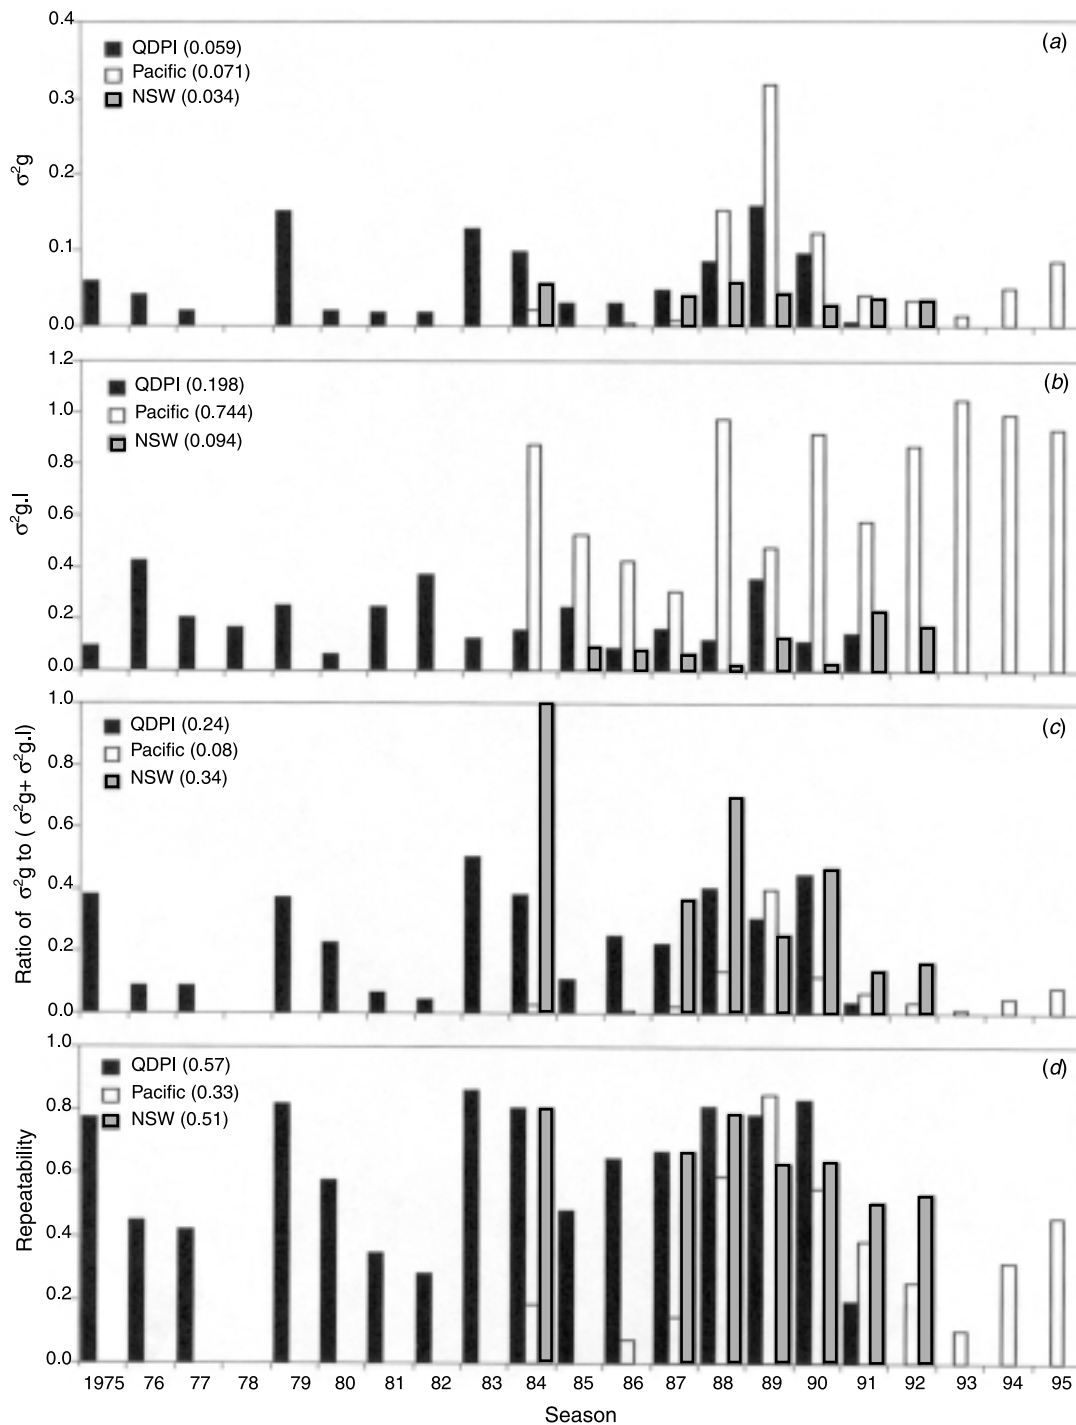 0.4
0.3
0.2
0.1
0.0
σ²g
QDPI (0.059)
Pacific (0.071)
NSW (0.034)
(a)
1.2
1.0
0.8
0.6
0.4
0.2
0.0
σ²g.l
QDPI (0.198)
Pacific (0.744)
NSW (0.094)
(b)
1.0
0.8
0.6
0.4
0.2
0.0
Ratio of σ²g to ( σ²g+ σ²g.l)
QDPI (0.24)
Pacific (0.08)
NSW (0.34)
(c)
1.0
0.8
0.6
0.4
0.2
0.0
Repeatability
QDPI (0.57)
Pacific (0.33)
NSW (0.51)
(d)
1975 76 77 78 79 80 81 82 83 84 85 86 87 88 89 90 91 92 93 94 95
Season